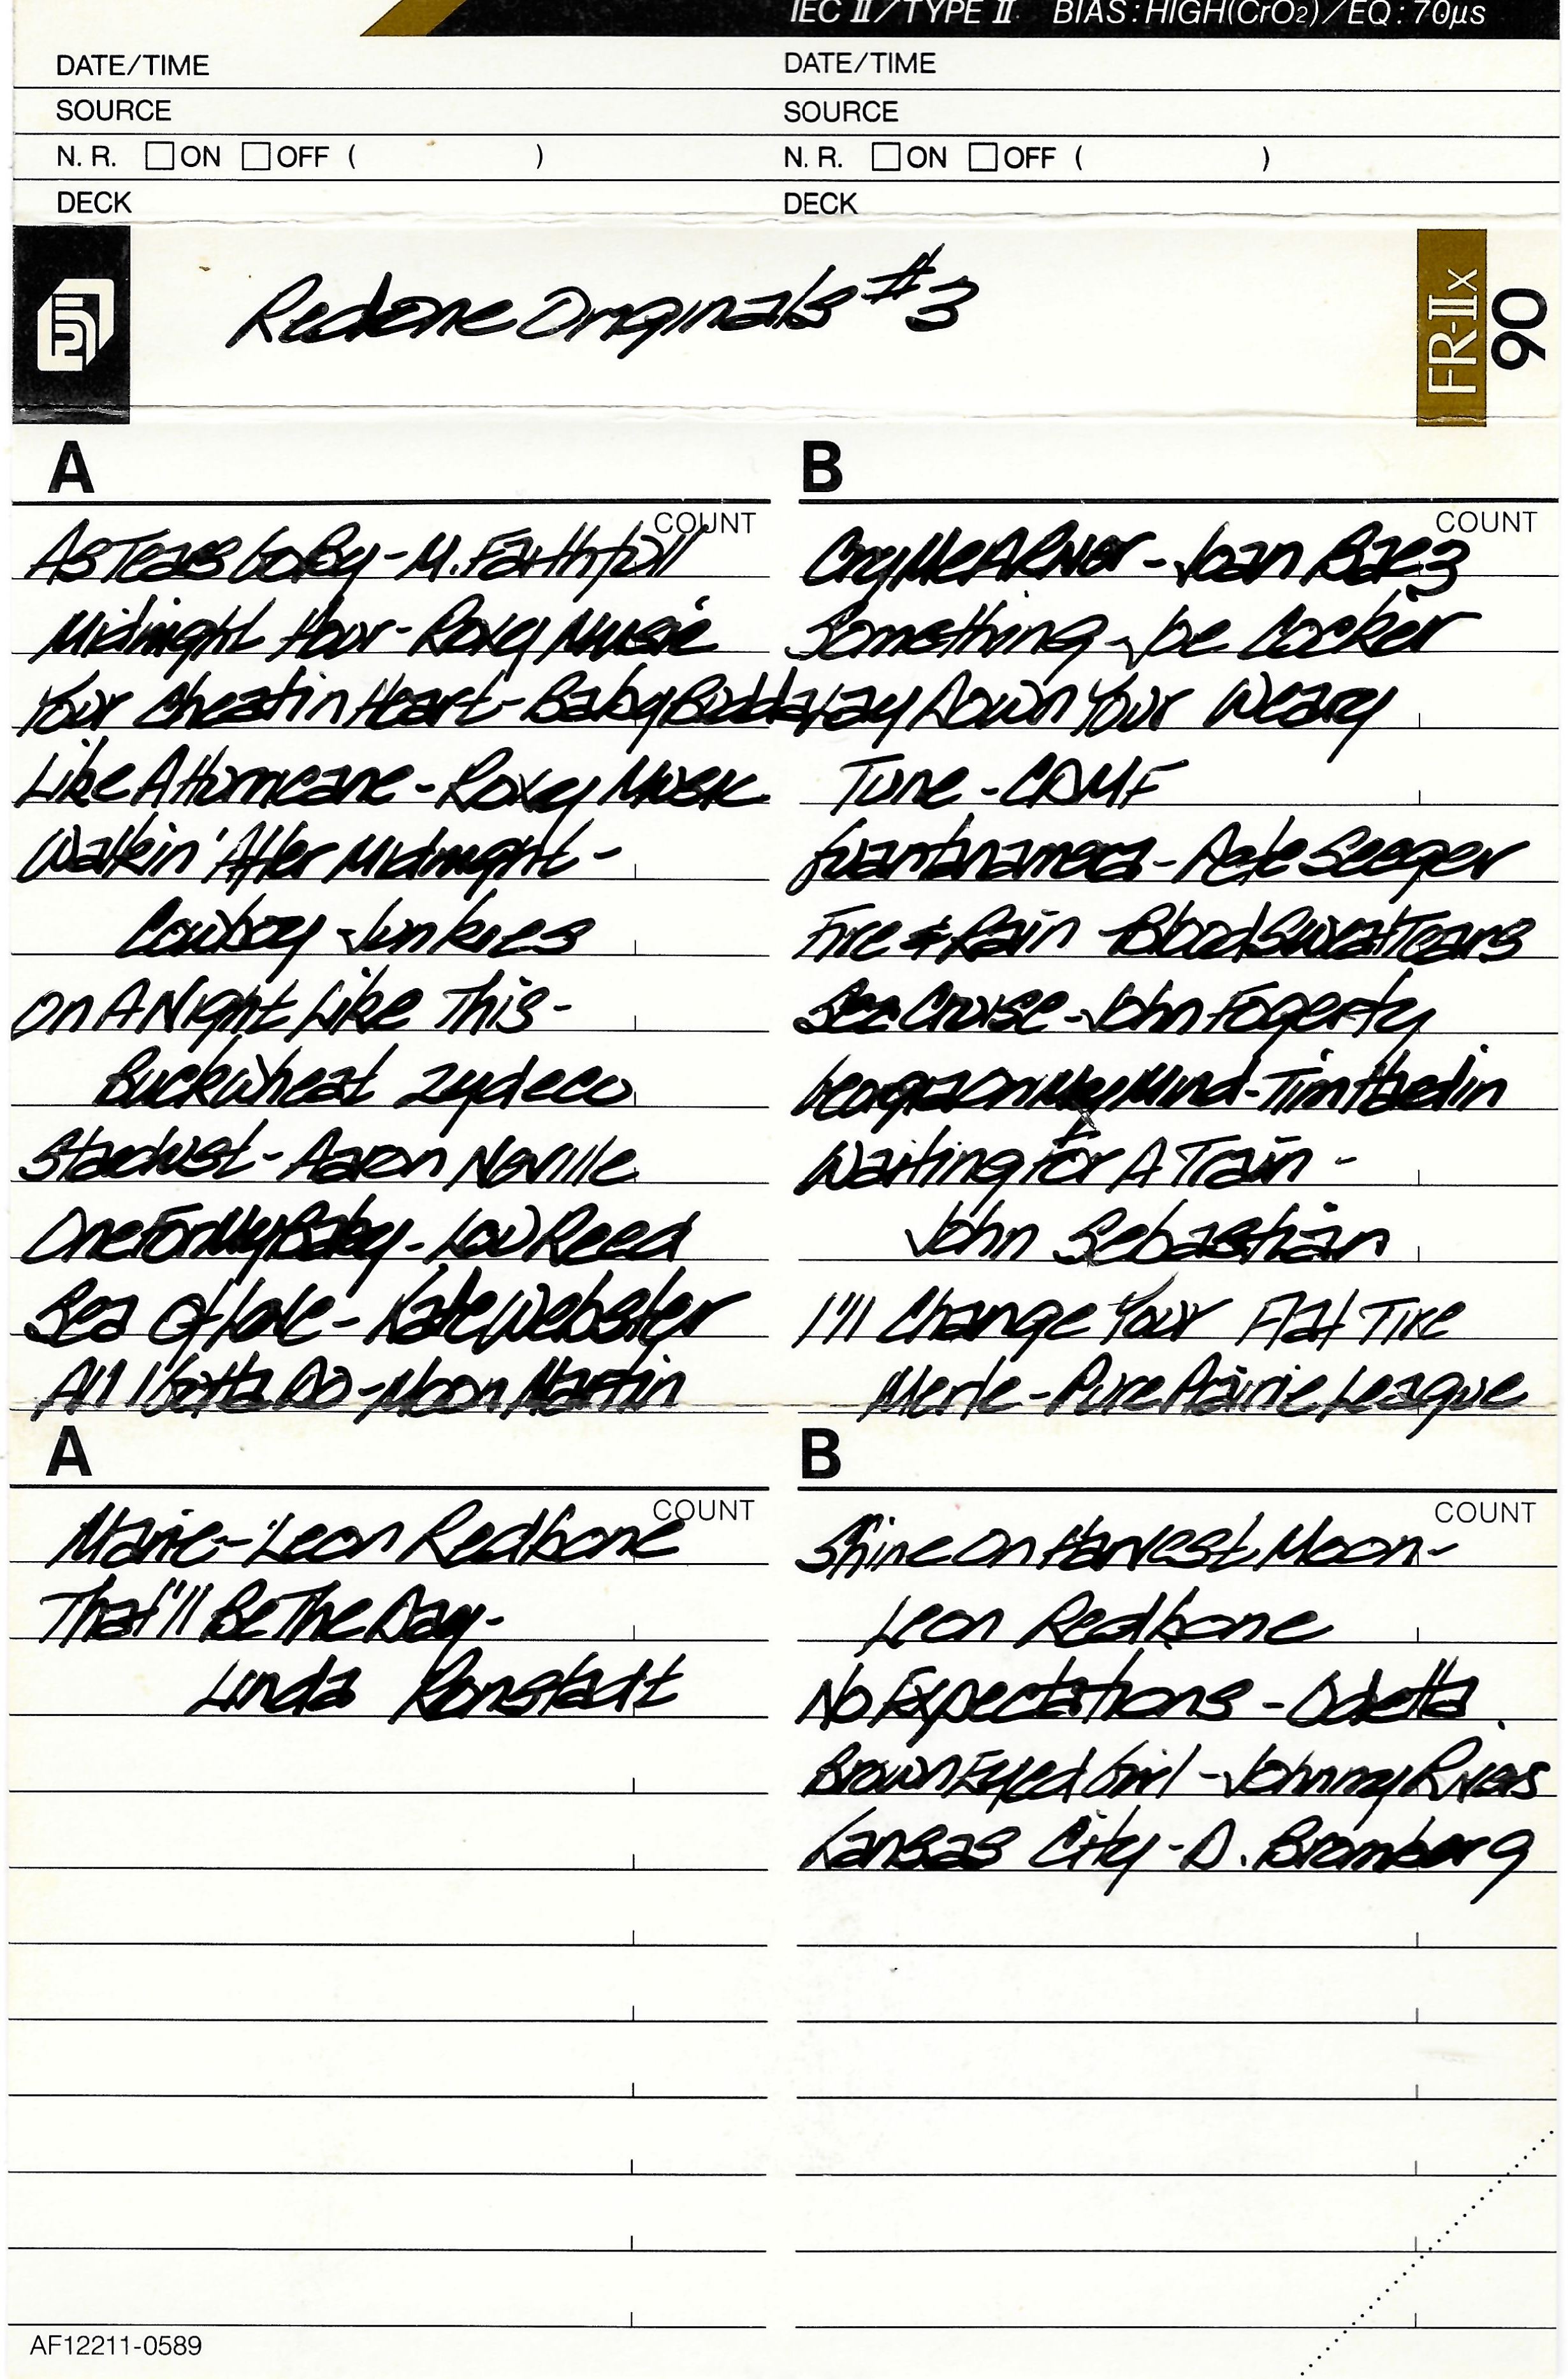 IEC II/TYPE II BIAS:HIGH(CrO2)/EQ:70µs
DATE/TIME
DATE/TIME
SOURCE
SOURCE
N. R. ON OFF ( )
N. R. ON OFF ( )
DECK
DECK
Redone Originals #3
FR-IIx
90
A
COUNT
As Tears Go By - M. Faithfull
Midnight Hour - Roxy Music
Your Cheatin Heart - Baby Budda
Like A Hurricane - Roxy Music
Walkin' After Midnight -
Cowboy Junkies
On A Night Like This -
Buckwheat Zydeco
Stardust - Aaron Neville
One For My Baby - Lou Reed
Sea Of Love - Katie Webster
All I Gotta Do - Moon Martin
B
COUNT
Cry Me A River - Joan Baez
Something - Joe Cocker
Lay Down Your Weary
Tune - CRMF
Guantanamera - Pete Seeger
Fire & Rain - Blood Sweat Tears
Sea Cruise - John Fogerty
Georgia On My Mind - Tim Hardin
Waiting For A Train -
John Sebastian
I'll Change Your Flat Tire
Merle - Pure Prairie League
A
COUNT
Marie - Leon Redbone
That'll Be The Day -
Linda Ronstadt
B
COUNT
Shine On Harvest Moon -
Leon Redbone
No Expectations - Odetta
Brown Eyed Girl - Johnny Rivers
Kansas City - D. Bromberg
AF12211-0589